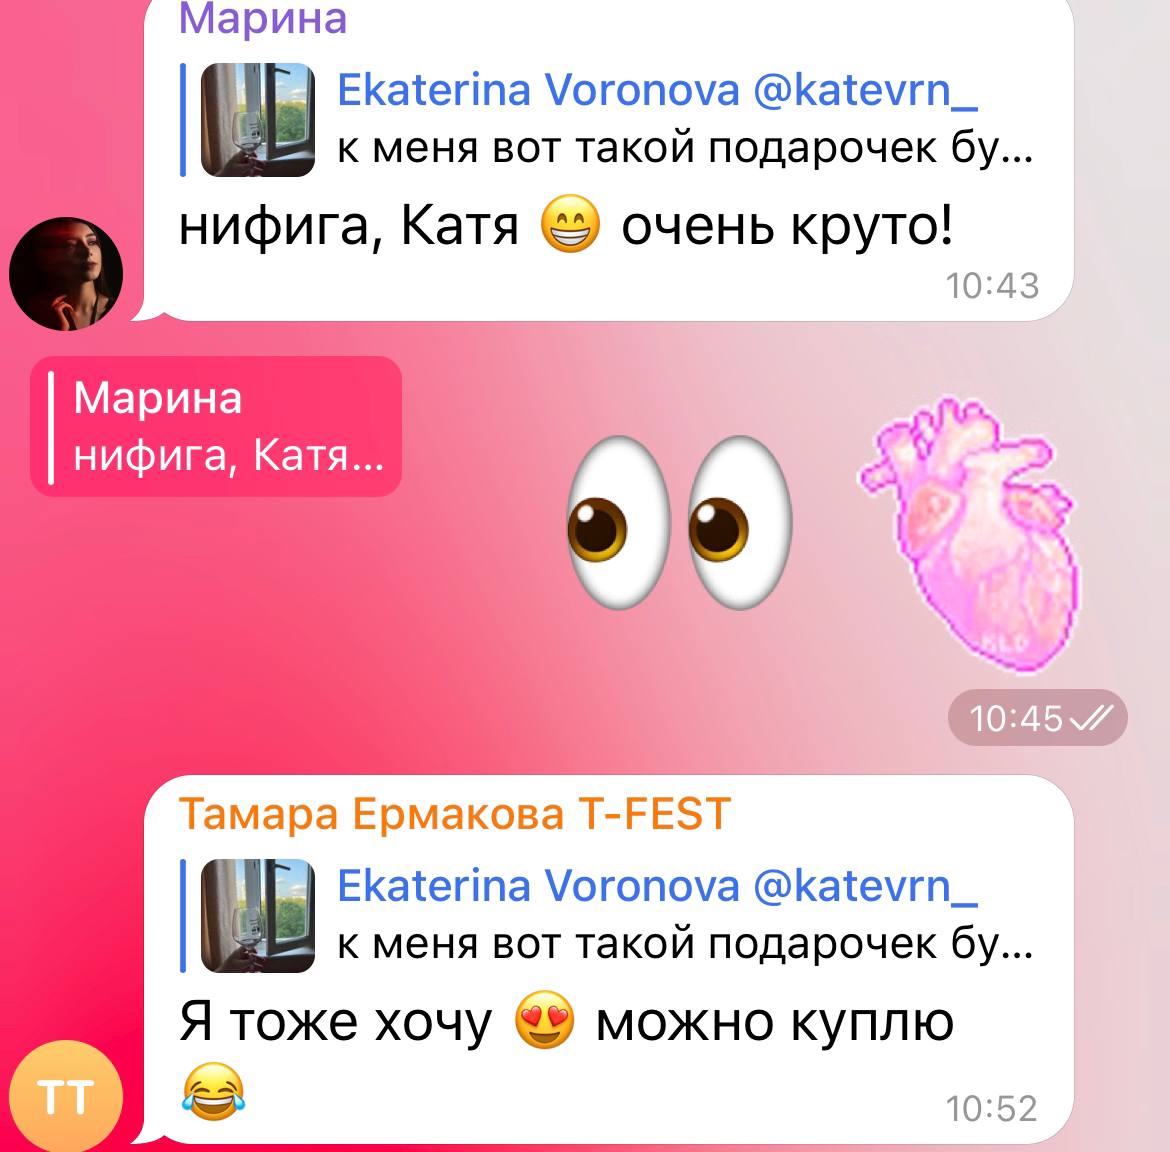 Марина
Ekaterina Voronova @katevrn_
к меня вот такой подарочек бу...
нифига, Катя 😁 очень круто!
10:43
Марина
нифига, Катя...
👀
KLD
10:45
Тамара Ермакова T-FEST
Ekaterina Voronova @katevrn_
к меня вот такой подарочек бу...
Я тоже хочу 😍 можно куплю
😂
TT
10:52